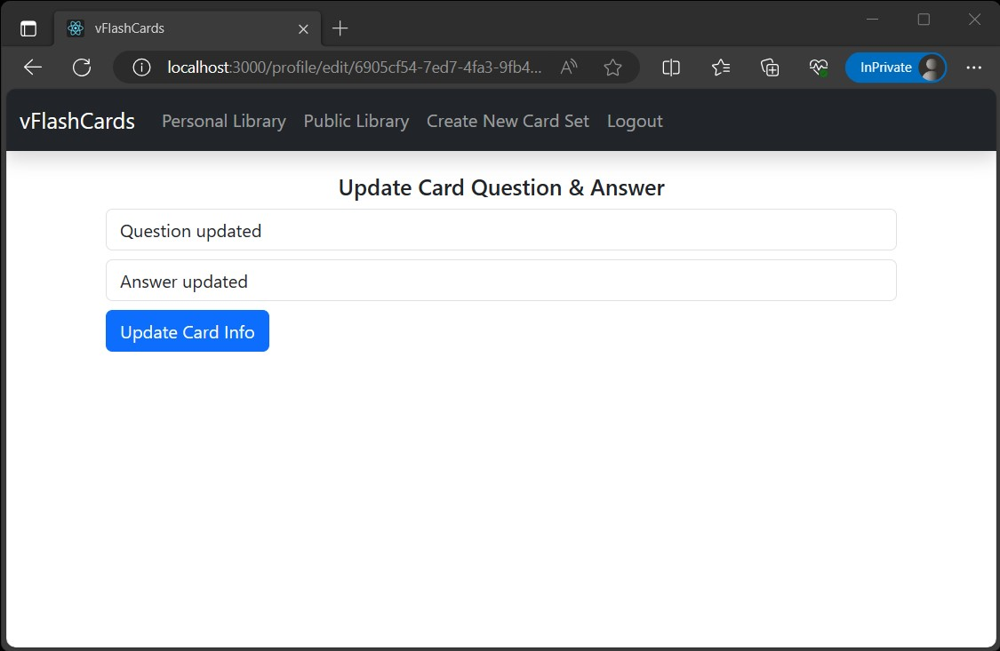 vFlashCards
localhost:3000/profile/edit/6905cf54-7ed7-4fa3-9fb4...
InPrivate
vFlashCards Personal Library Public Library Create New Card Set Logout
Update Card Question & Answer
Question updated
Answer updated
Update Card Info